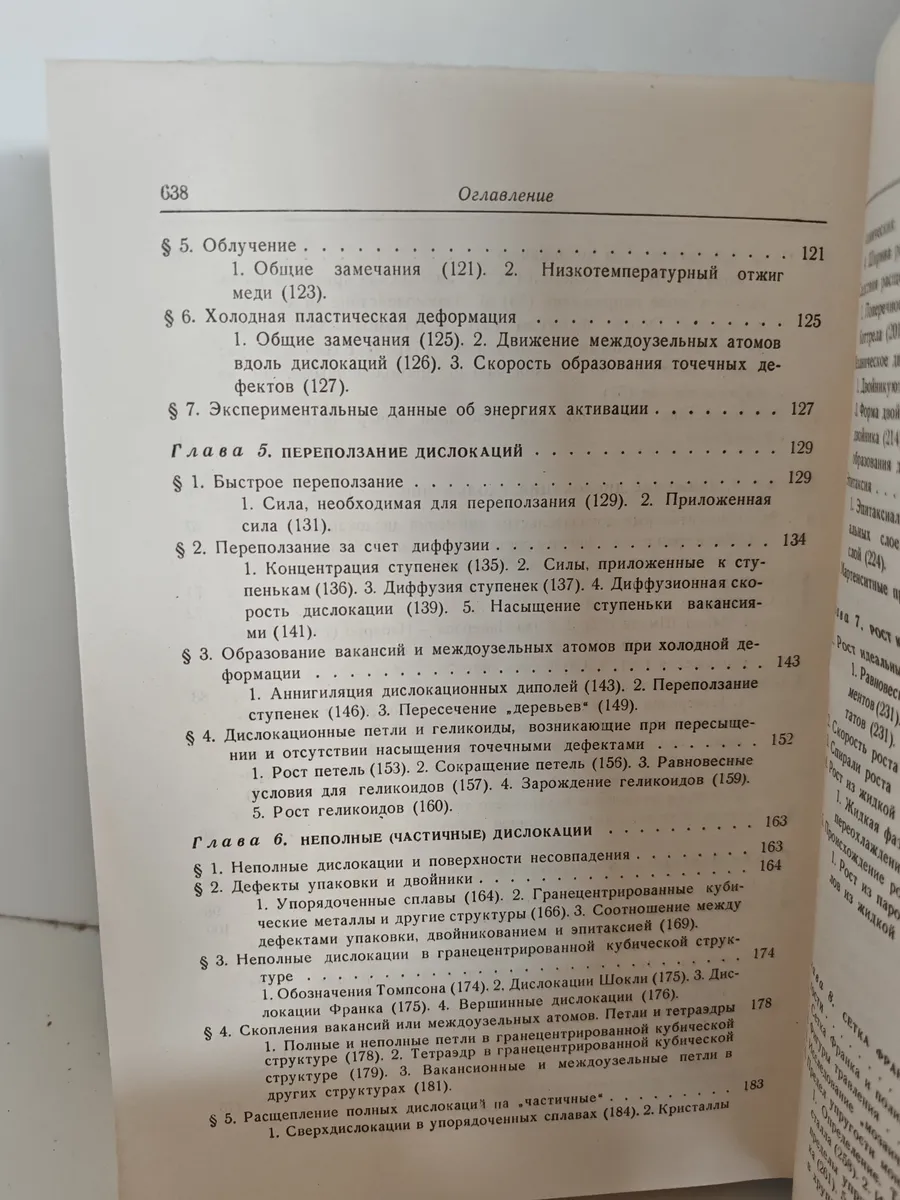 638 Оглавление
§ 5. Облучение . . . . . . . . . . . . . . . . . . . . . . . 121
1. Общие замечания (121). 2. Низкотемпературный отжиг
меди (123).
§ 6. Холодная пластическая деформация . . . . . . . . . . . . . 125
1. Общие замечания (125). 2. Движение междоузельных атомов
вдоль дислокаций (126). 3. Скорость образования точечных де-
фектов (127).
§ 7. Экспериментальные данные об энергиях активации . . . . . . . 127
Глава 5. ПЕРЕПОЛЗАНИЕ ДИСЛОКАЦИЙ . . . . . . . . . . . . 129
§ 1. Быстрое переползание . . . . . . . . . . . . . . . . . 129
1. Сила, необходимая для переползания (129). 2. Приложенная
сила (131).
§ 2. Переползание за счет диффузии . . . . . . . . . . . . . . 134
1. Концентрация ступенек (135). 2. Силы, приложенные к сту-
пенькам (136). 3. Диффузия ступенек (137). 4. Диффузионная ско-
рость дислокации (139). 5. Насыщение ступеньки вакансия-
ми (141).
§ 3. Образование вакансий и междоузельных атомов при холодной де-
формации . . . . . . . . . . . . . . . . . . . . . . 143
1. Аннигиляция дислокационных диполей (143). 2. Переползание
ступенек (146). 3. Пересечение „деревьев“ (149).
§ 4. Дислокационные петли и геликоиды, возникающие при пересыще-
нии и отсутствии насыщения точечными дефектами . . . . . . . 152
1. Рост петель (153). 2. Сокращение петель (156). 3. Равновесные
условия для геликоидов (157). 4. Зарождение геликоидов (159).
5. Рост геликоидов (160).
Глава 6. НЕПОЛНЫЕ (ЧАСТИЧНЫЕ) ДИСЛОКАЦИИ . . . . . . . . . 163
§ 1. Неполные дислокации и поверхности несовпадения . . . . . . . 163
§ 2. Дефекты упаковки и двойники . . . . . . . . . . . . . . 164
1. Упорядоченные сплавы (164). 2. Гранецентрированные куби-
ческие металлы и другие структуры (166). 3. Соотношение между
дефектами упаковки, двойникованием и эпитаксией (169).
§ 3. Неполные дислокации в гранецентрированной кубической струк-
туре . . . . . . . . . . . . . . . . . . . . . . . . 174
1. Обозначения Томпсона (174). 2. Дислокации Шокли (175). 3. Дис-
локации Франка (175). 4. Вершинные дислокации (176).
§ 4. Скопления вакансий или междоузельных атомов. Петли и тетраэдры 178
1. Полные и неполные петли в гранецентрированной кубической
структуре (178). 2. Тетраэдр в гранецентрированной кубической
структуре (179). 3. Вакансионные и междоузельные петли в
других структурах (181).
§ 5. Расщепление полных дислокаций на „частичные“ . . . . . . . . 183
1. Сверхдислокации в упорядоченных сплавах (184). 2. Кристаллы